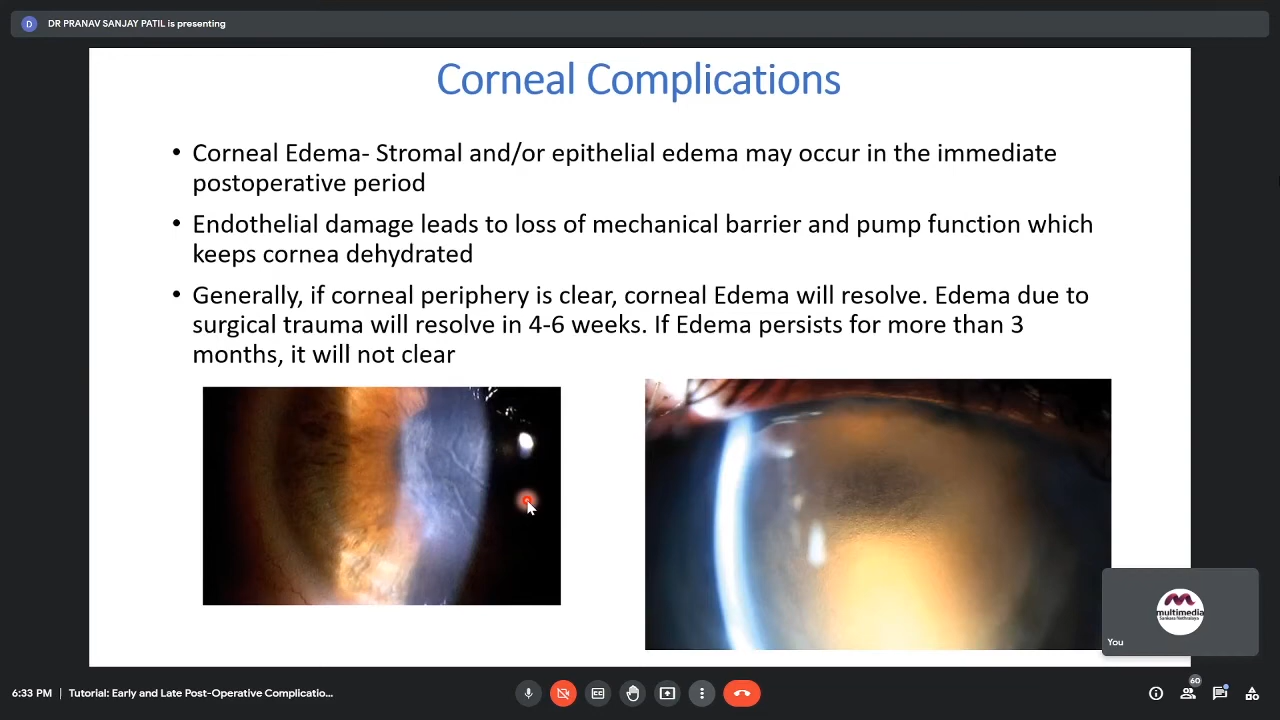 D
DR PRANAV SANJAY PATIL is presenting
Corneal Complications
• Corneal Edema- Stromal and/or epithelial edema may occur in the immediate
postoperative period
• Endothelial damage leads to loss of mechanical barrier and pump function which
keeps cornea dehydrated
• Generally, if corneal periphery is clear, corneal Edema will resolve. Edema due to
surgical trauma will resolve in 4-6 weeks. If Edema persists for more than 3
months, it will not clear
multimedia
Sankara Nethralaya
You
6:33 PM | Tutorial: Early and Late Post-Operative Complicatio...
60